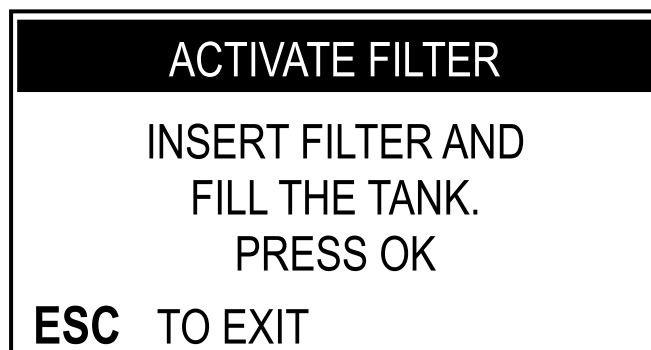 ACTIVATE FILTER
INSERT FILTER AND
FILL THE TANK.
PRESS OK
ESC TO EXIT